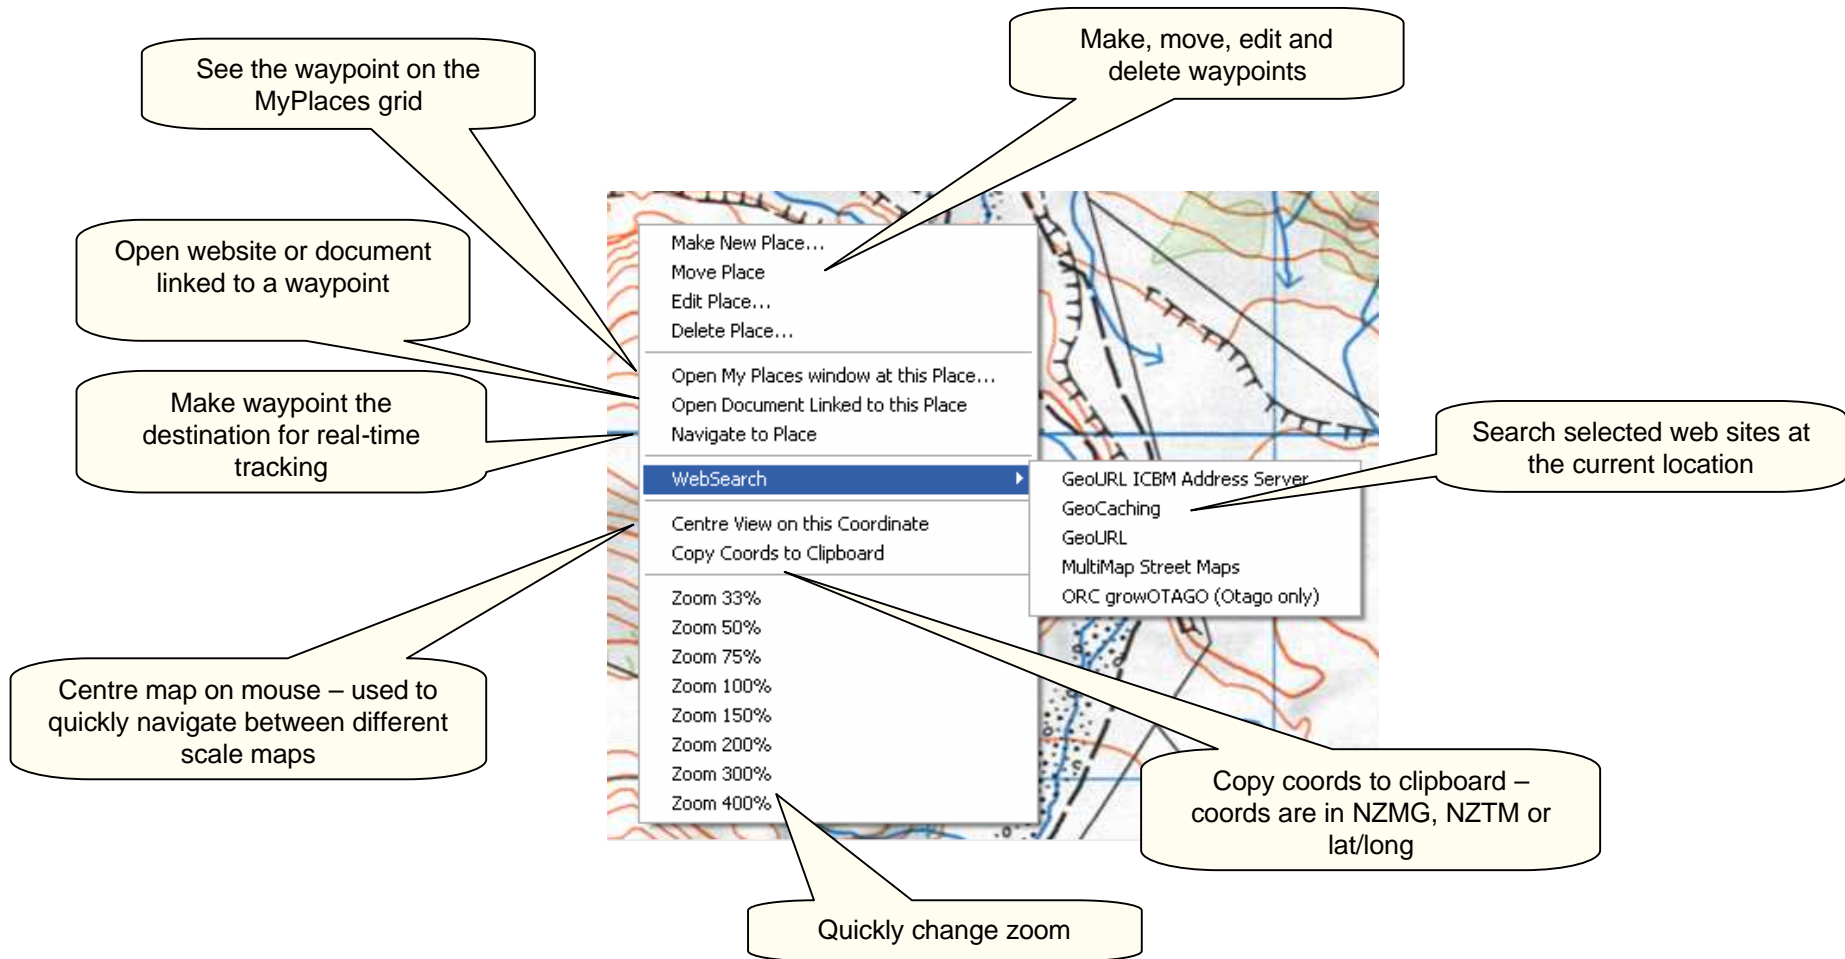 See the waypoint on the
MyPlaces grid
Make, move, edit and
delete waypoints
Open website or document
linked to a waypoint
Make waypoint the
destination for real-time
tracking
Centre map on mouse – used to
quickly navigate between different
scale maps
Make New Place...
Move Place
Edit Place...
Delete Place...
Open My Places window at this Place...
Open Document Linked to this Place
Navigate to Place
WebSearch
Centre View on this Coordinate
Copy Coords to Clipboard
Zoom 33%
Zoom 50%
Zoom 75%
Zoom 100%
Zoom 150%
Zoom 200%
Zoom 300%
Zoom 400%
GeoURL ICBM Address Server
GeoCaching
GeoURL
MultiMap Street Maps
ORC growOTAGO (Otago only)
Search selected web sites at
the current location
Copy coords to clipboard –
coords are in NZMG, NZTM or
lat/long
Quickly change zoom